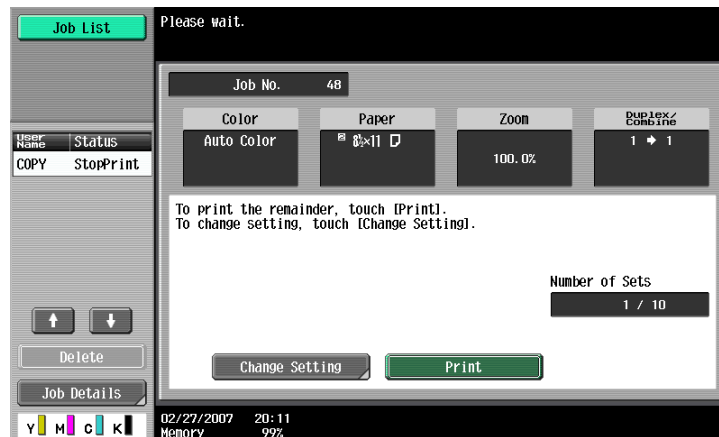 Job List
Please wait.
Job No. 48
Color
Paper
Zoom
Duplex/
Combine
Auto Color
2 8½×11
100.0%
1 → 1
User
Name
Status
COPY StopPrint
To print the remainder, touch [Print].
To change setting, touch [Change Setting].
Number of Sets
1 / 10
Delete
Change Setting
Print
Job Details
Y M C K
02/27/2007 20:11
Memory 99%